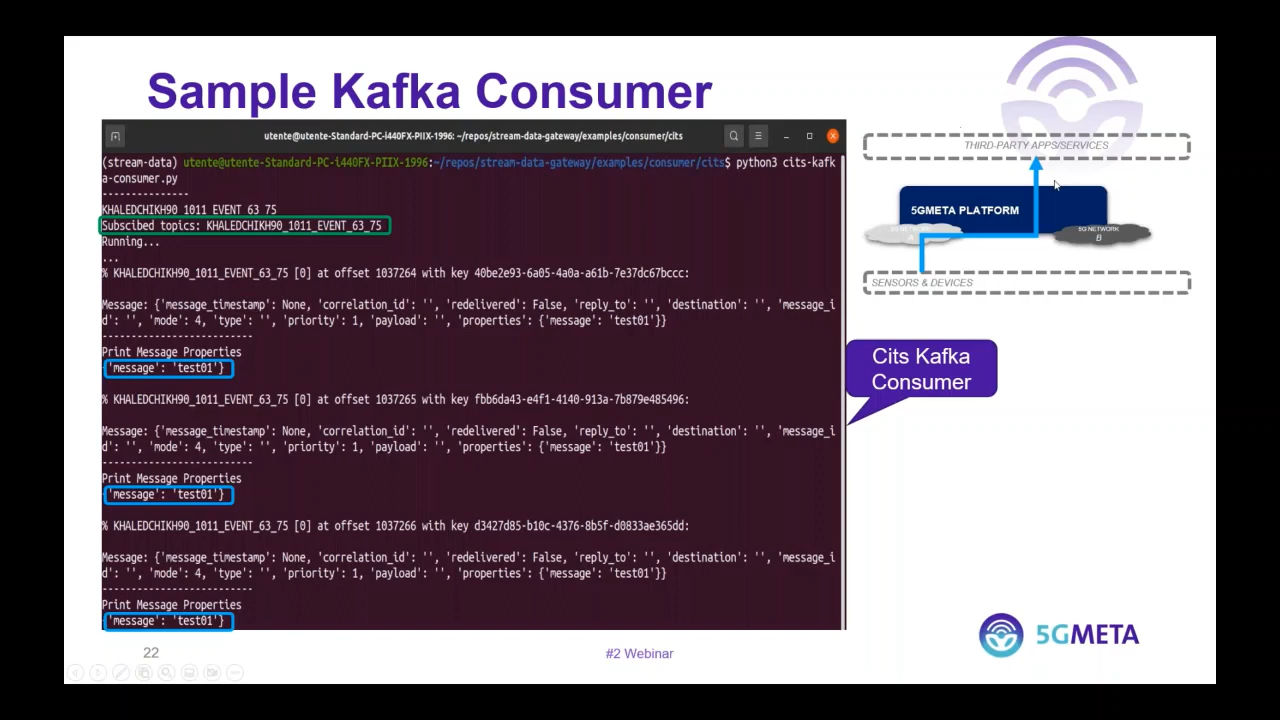 Sample Kafka Consumer
utente@utente-Standard-PC-i440FX-PIIX-1996: ~/repos/stream-data-gateway/examples/consumer/cits
(stream-data) utente@utente-Standard-PC-i440FX-PIIX-1996:~/repos/stream-data-gateway/examples/consumer/cits$ python3 cits-kafk
a-consumer.py
--------------
KHALEDCHIKH90_1011_EVENT_63_75
Subscibed topics: KHALEDCHIKH90_1011_EVENT_63_75
Running...
...
% KHALEDCHIKH90_1011_EVENT_63_75 [0] at offset 1037264 with key 40be2e93-6a05-4a0a-a61b-7e37dc67bccc:
Message: {'message_timestamp': None, 'correlation_id': '', 'redelivered': False, 'reply_to': '', 'destination': '', 'message_i
d': '', 'mode': 4, 'type': '', 'priority': 1, 'payload': '', 'properties': {'message': 'test01'}}
-------------------------
Print Message Properties
{'message': 'test01'}
% KHALEDCHIKH90_1011_EVENT_63_75 [0] at offset 1037265 with key fbb6da43-e4f1-4140-913a-7b879e485496:
Message: {'message_timestamp': None, 'correlation_id': '', 'redelivered': False, 'reply_to': '', 'destination': '', 'message_i
d': '', 'mode': 4, 'type': '', 'priority': 1, 'payload': '', 'properties': {'message': 'test01'}}
-------------------------
Print Message Properties
{'message': 'test01'}
% KHALEDCHIKH90_1011_EVENT_63_75 [0] at offset 1037266 with key d3427d85-b10c-4376-8b5f-d0833ae365dd:
Message: {'message_timestamp': None, 'correlation_id': '', 'redelivered': False, 'reply_to': '', 'destination': '', 'message_i
d': '', 'mode': 4, 'type': '', 'priority': 1, 'payload': '', 'properties': {'message': 'test01'}}
-------------------------
Print Message Properties
{'message': 'test01'}
THIRD-PARTY APPS/SERVICES
5GMETA PLATFORM
5G NETWORK
A
5G NETWORK
B
SENSORS & DEVICES
Cits Kafka
Consumer
5GMETA
22
#2 Webinar